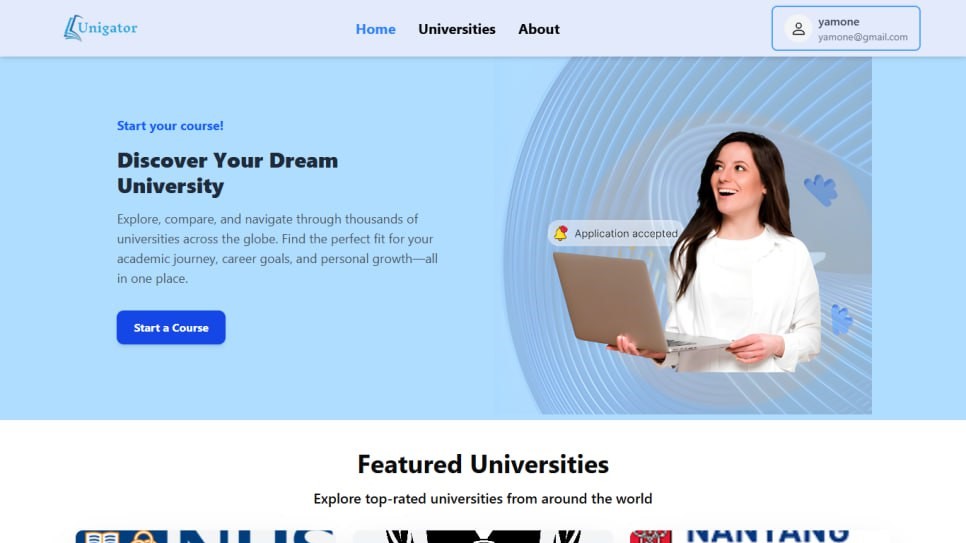 Unigator
Home
Universities
About
yamone
yamone@gmail.com
Start your course!
Discover Your Dream
University
Explore, compare, and navigate through thousands of
universities across the globe. Find the perfect fit for your
academic journey, career goals, and personal growth—all
in one place.
Start a Course
Application accepted
Featured Universities
Explore top-rated universities from around the world
NUS
NANYANG